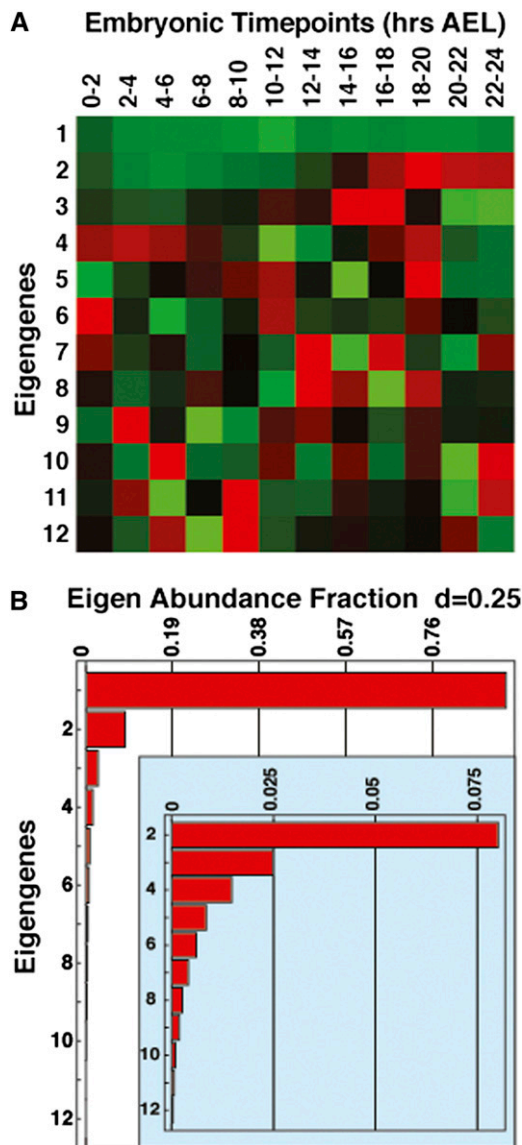 A
Embryonic Timepoints (hrs AEL)
0-2 2-4 4-6 6-8 8-10 10-12 12-14 14-16 16-18 18-20 20-22 22-24
Eigengenes
1
2
3
4
5
6
7
8
9
10
11
12
B
Eigen Abundance Fraction d=0.25
0 0.19 0.38 0.57 0.76
Eigengenes
2
4
6
8
10
12
0 0.025 0.05 0.075
2
4
6
8
10
12